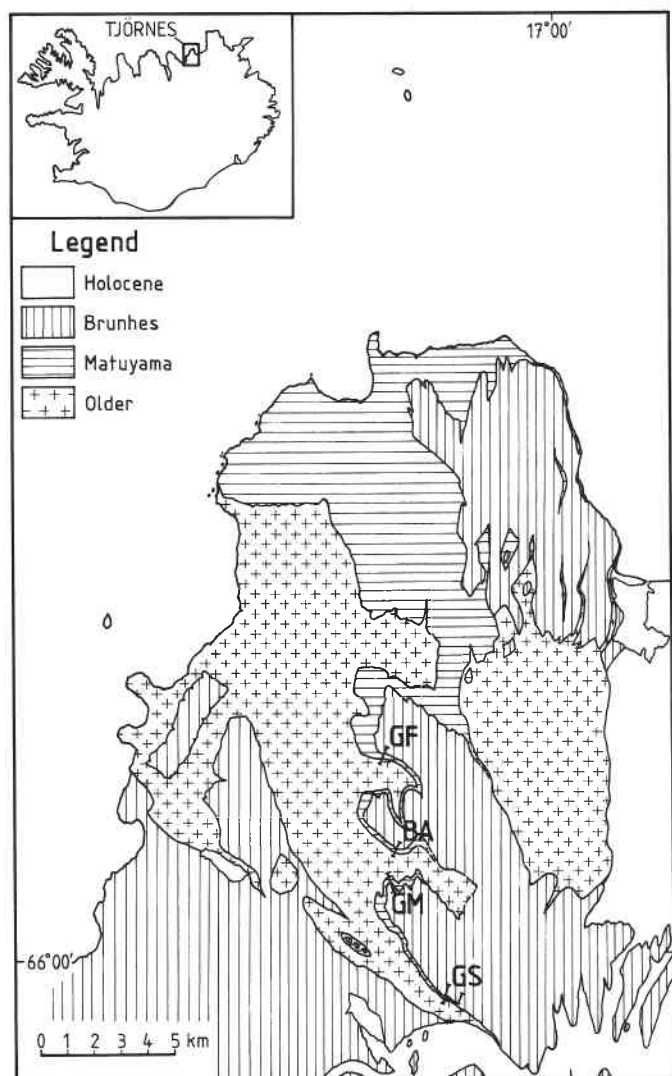 TJÖRNES
17°00'
Legend
Holocene
Brunhes
Matuyama
Older
GF
BA
GM
GS
66°00'
0 1 2 3 4 5 km